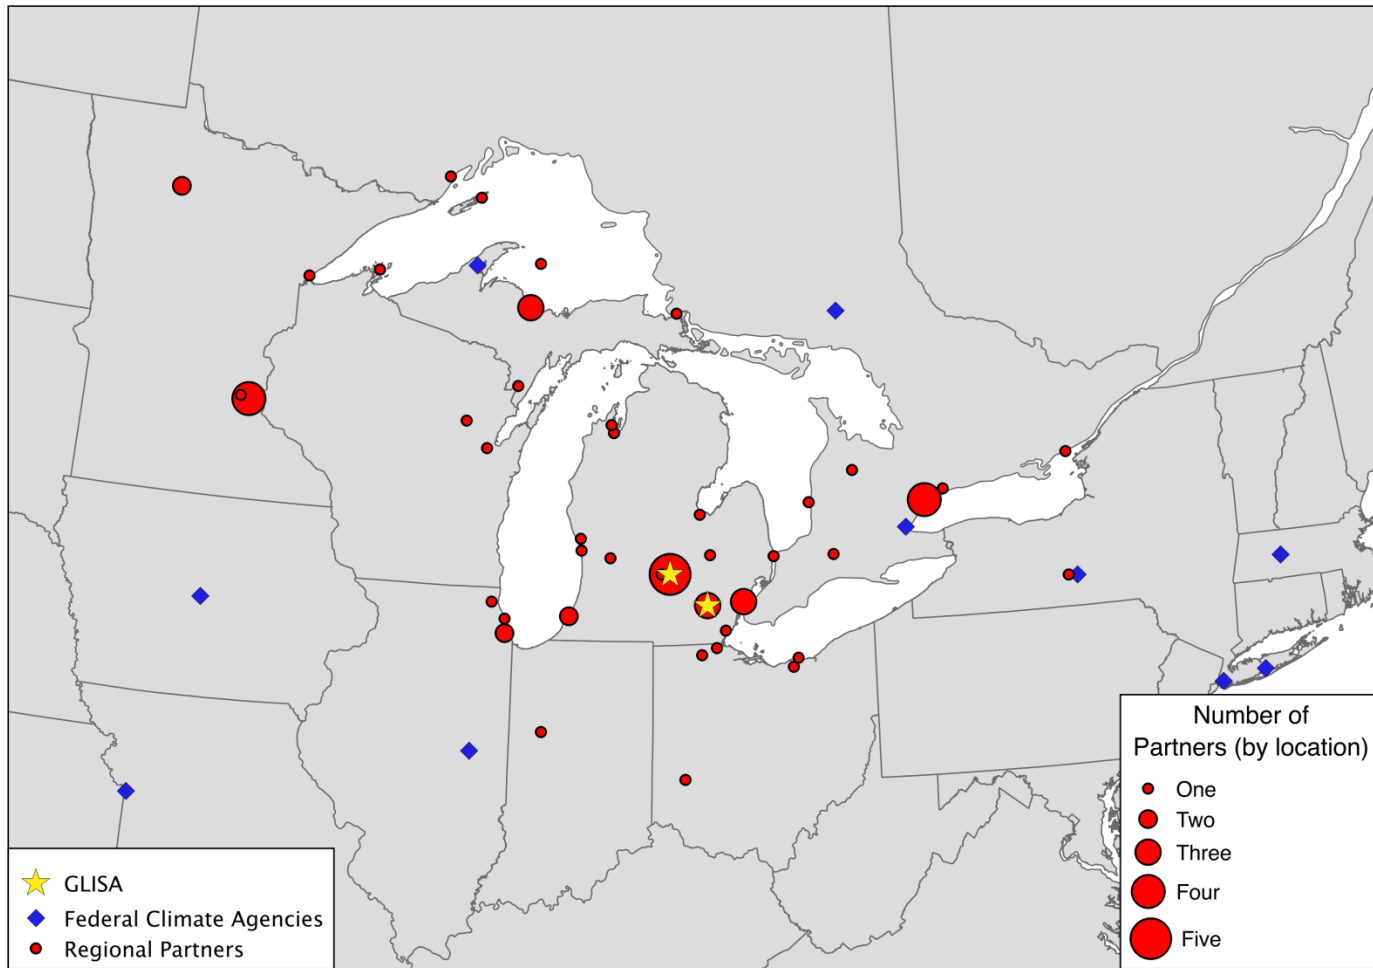 Number of
Partners (by location)
One
Two
Three
Four
Five
GLISA
Federal Climate Agencies
Regional Partners